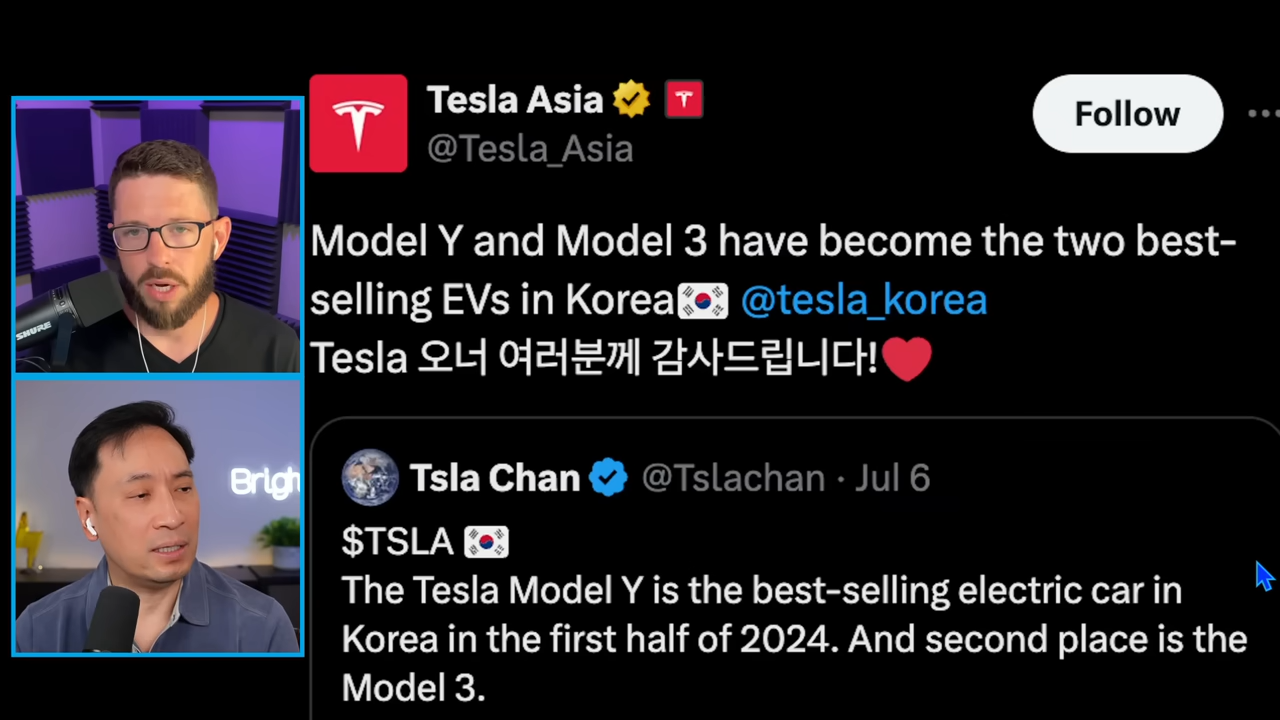 Tesla Asia
@Tesla_Asia
Follow
Model Y and Model 3 have become the two best-
selling EVs in Korea🇰🇷 @tesla_korea
Tesla 오너 여러분께 감사드립니다!❤️
Tsla Chan @Tslachan · Jul 6
$TSLA 🇰🇷
The Tesla Model Y is the best-selling electric car in
Korea in the first half of 2024. And second place is the
Model 3.
SHURE
Brigh